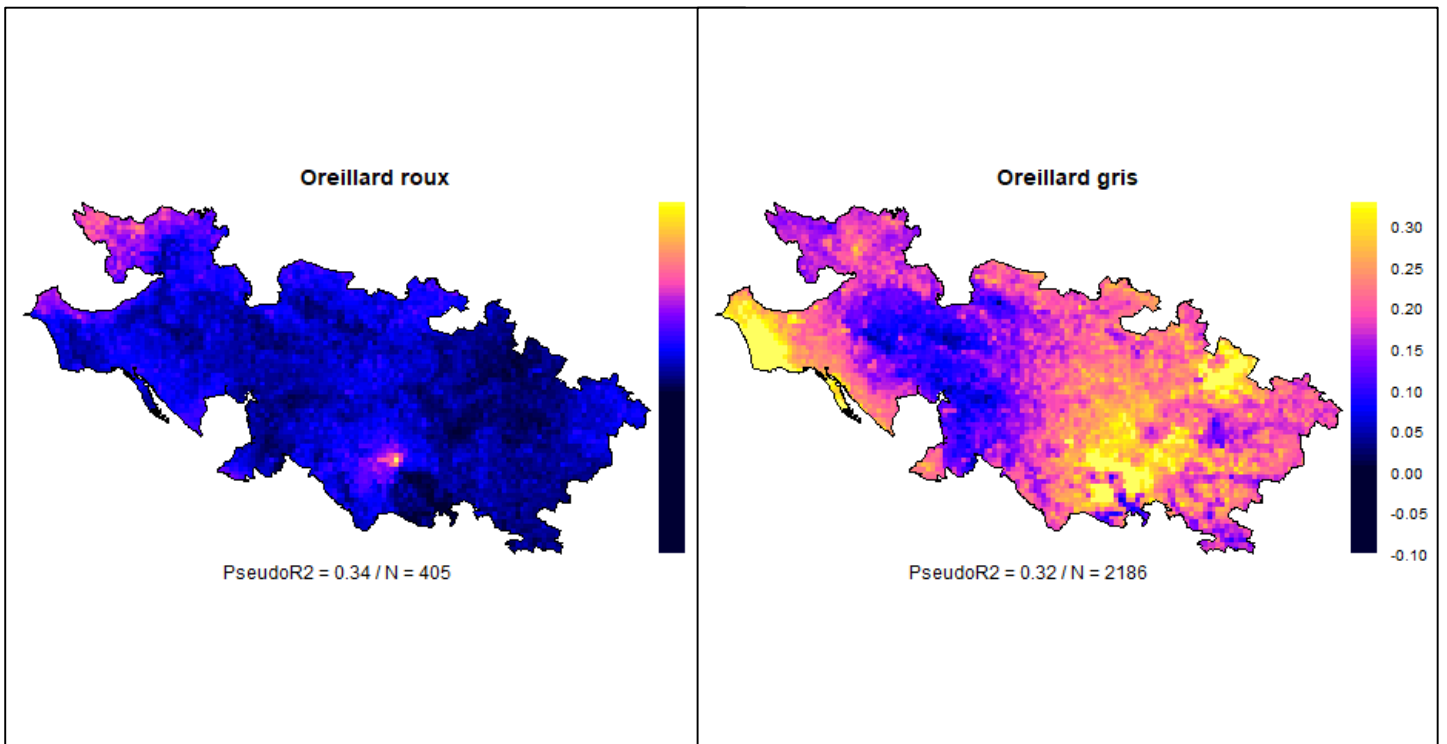 Oreillard roux
PseudoR2 = 0.34 / N = 405
Oreillard gris
0.30
0.25
0.20
0.15
0.10
0.05
0.00
-0.05
-0.10
PseudoR2 = 0.32 / N = 2186